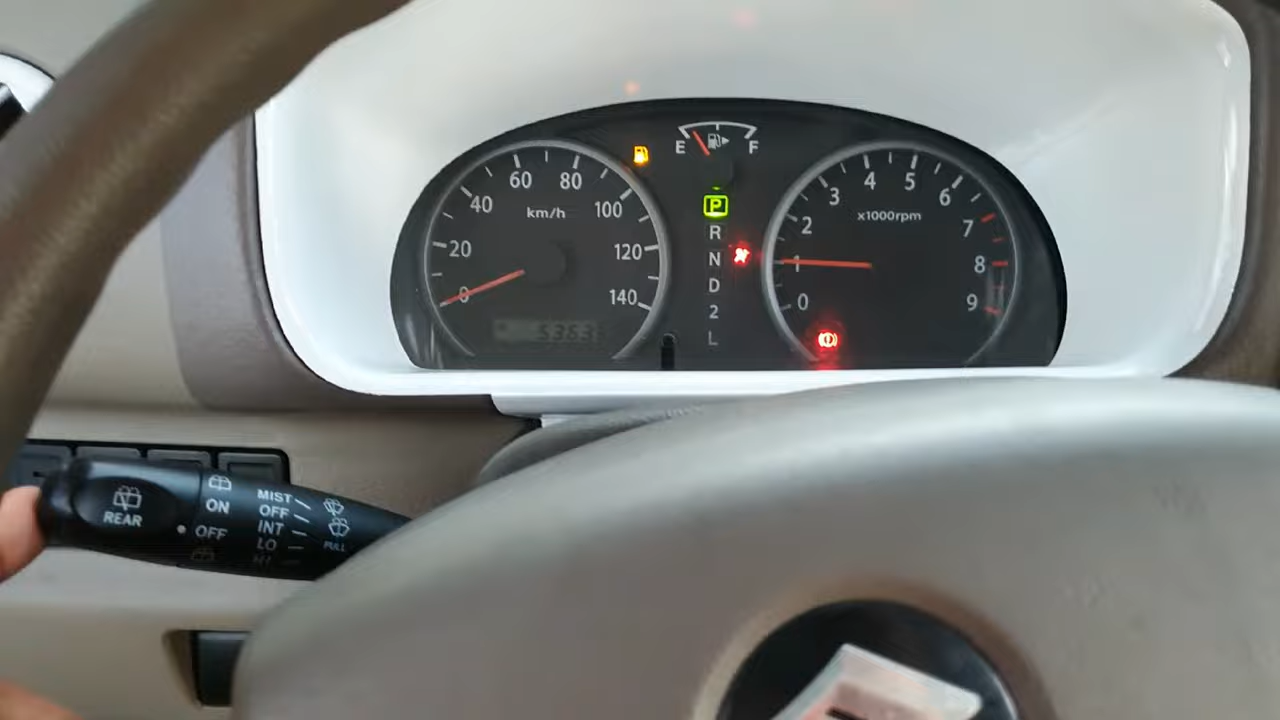 E F
60 80
40 100
km/h
20 120
0 140
P
R
N
D
2
L
4 5
3 6
x1000rpm
2 7
1 8
0 9
REAR
ON
OFF
MIST
OFF
INT
LO
HI
PULL